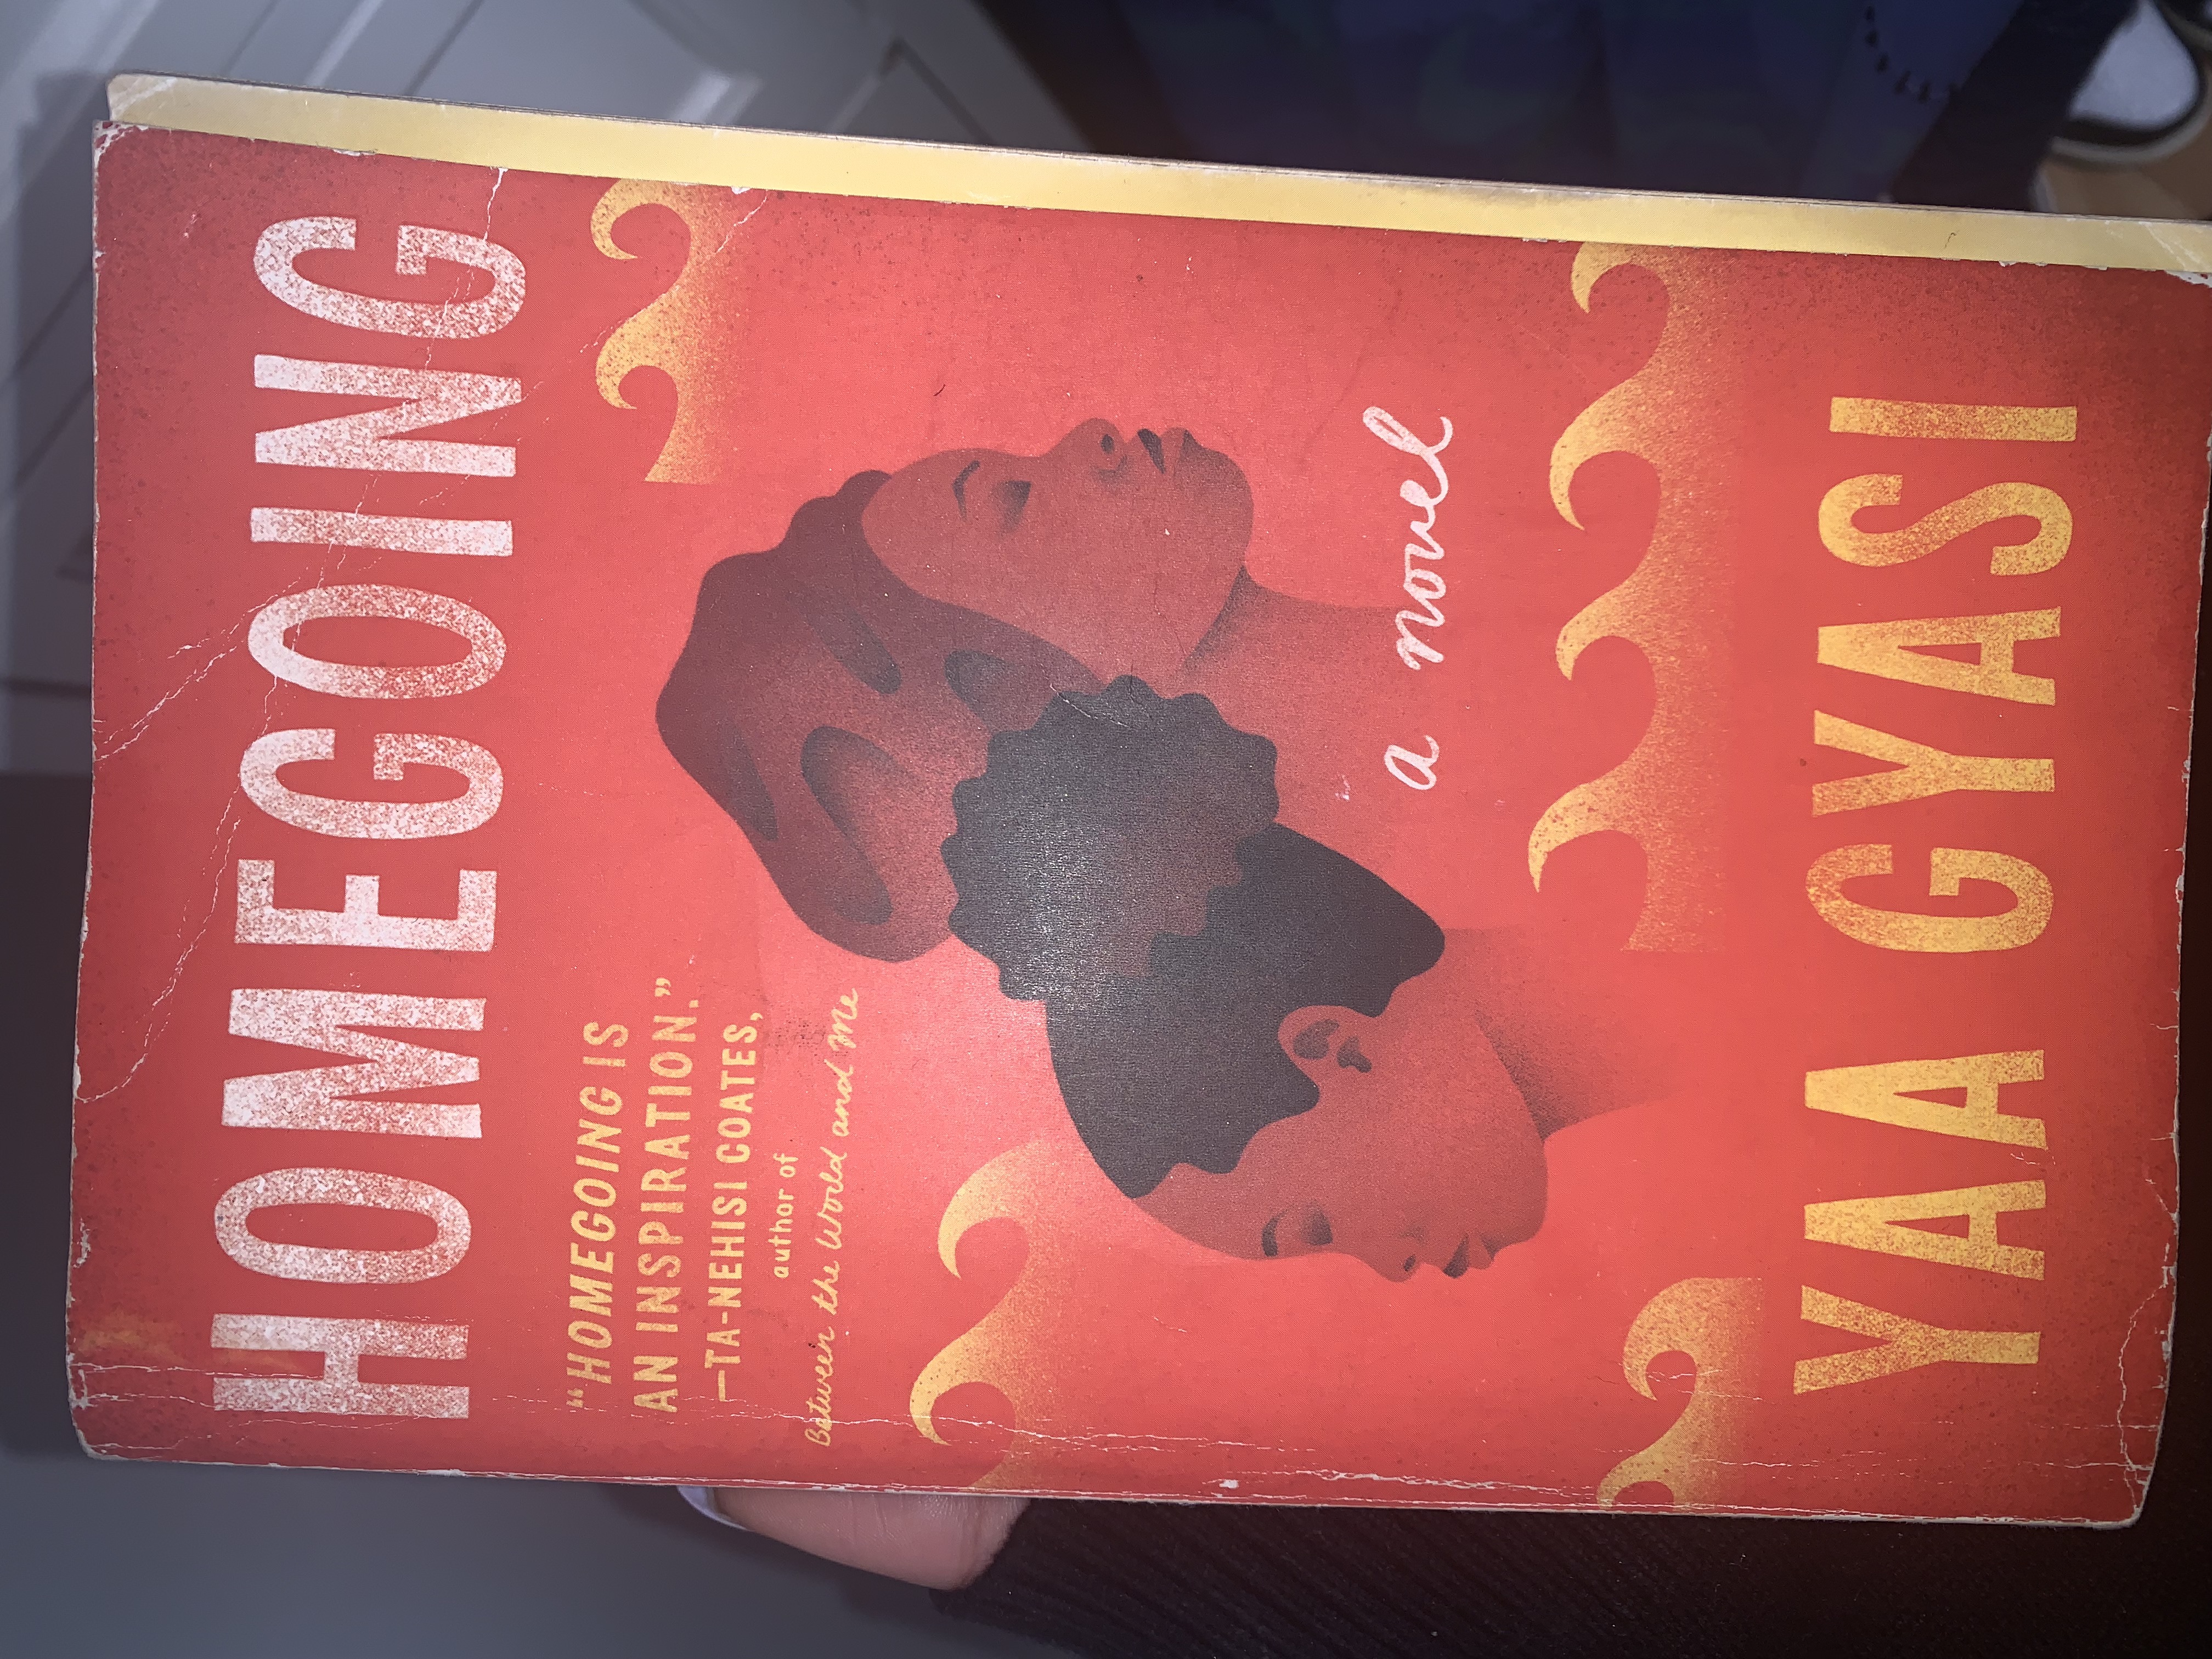 HOMEGOING
“HOMEGOING IS
AN INSPIRATION.”
—TA-NEHISI COATES,
author of
Between the World and Me
a novel
YAA GYASI